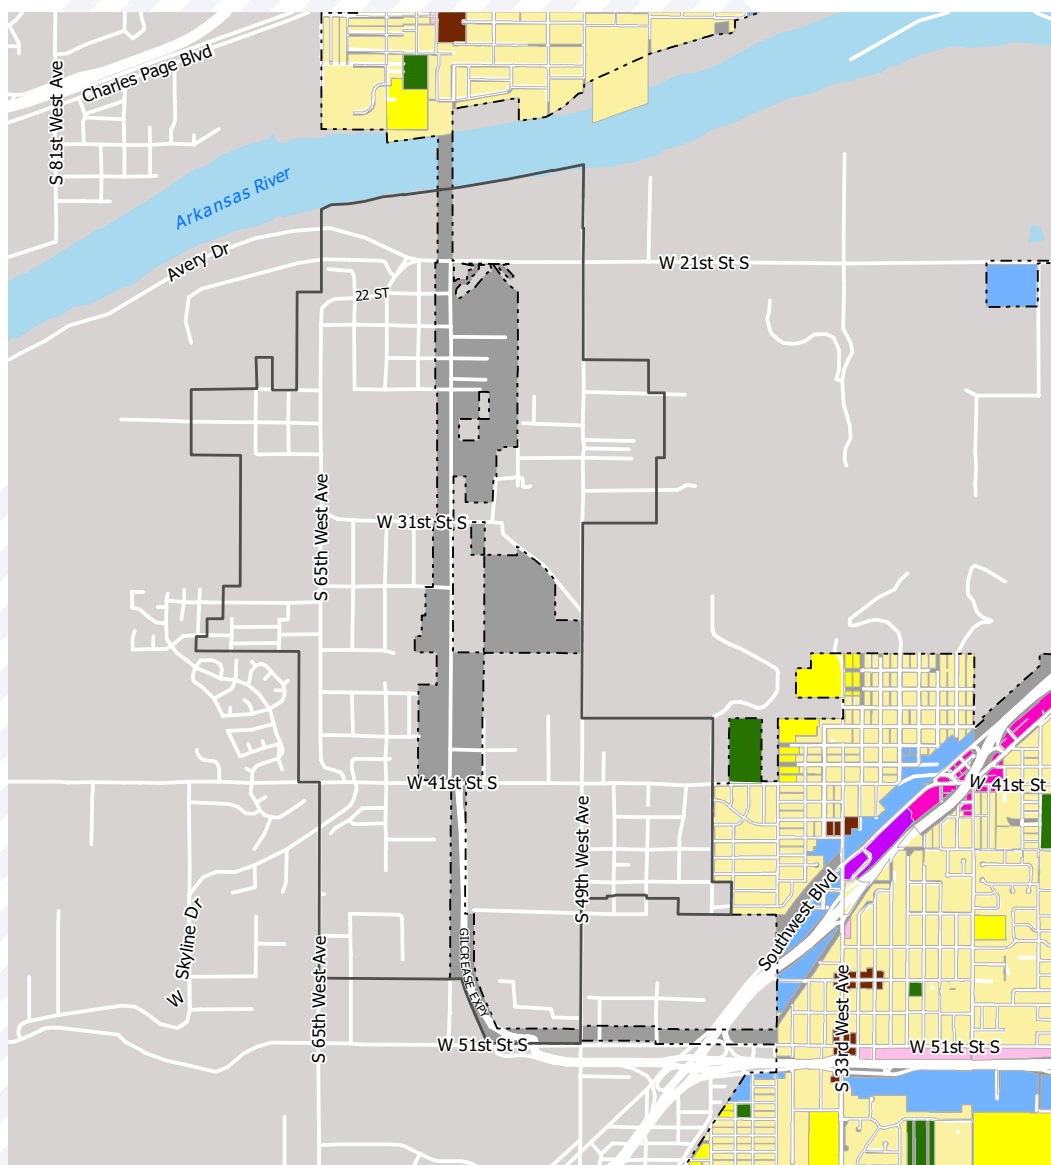 Charles Page Blvd
S 81st West Ave
Arkansas River
Avery Dr
W 21st St S
22 ST
S 65th West Ave
W 31st St S
W 41st St S
W 41st St
S 49th West Ave
Southwest Blvd
W Skyline Dr
GILCREASE EXPY
S 65th West Ave
S 33rd West Ave
W 51st St S
W 51st St S